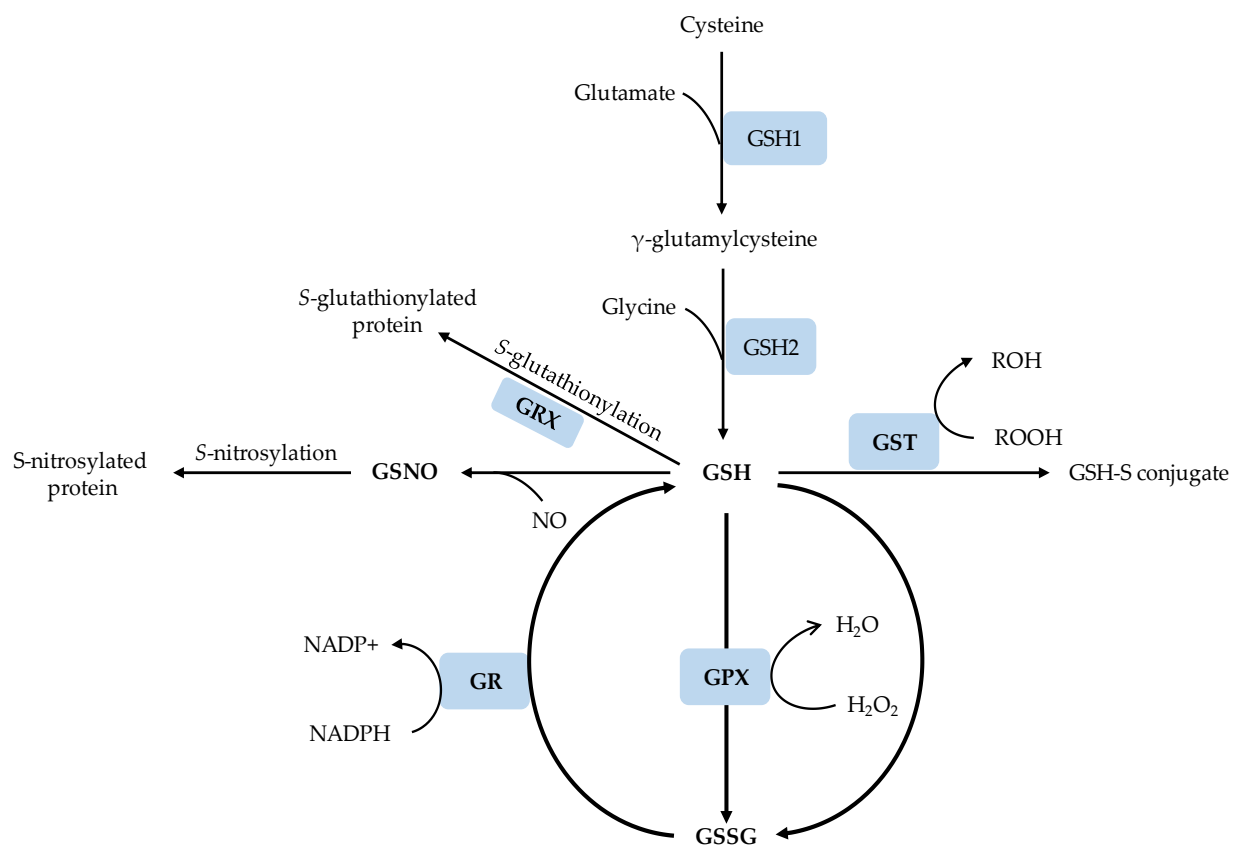 Cysteine
Glutamate
GSH1
γ-glutamylcysteine
S-glutathionylated
protein
Glycine
GSH2
S-glutathionylation
GRX
ROH
GST
ROOH
S-nitrosylated
protein
S-nitrosylation
GSNO
GSH
GSH-S conjugate
NO
NADP+
GR
NADPH
GPX
H₂O
H₂O₂
GSSG